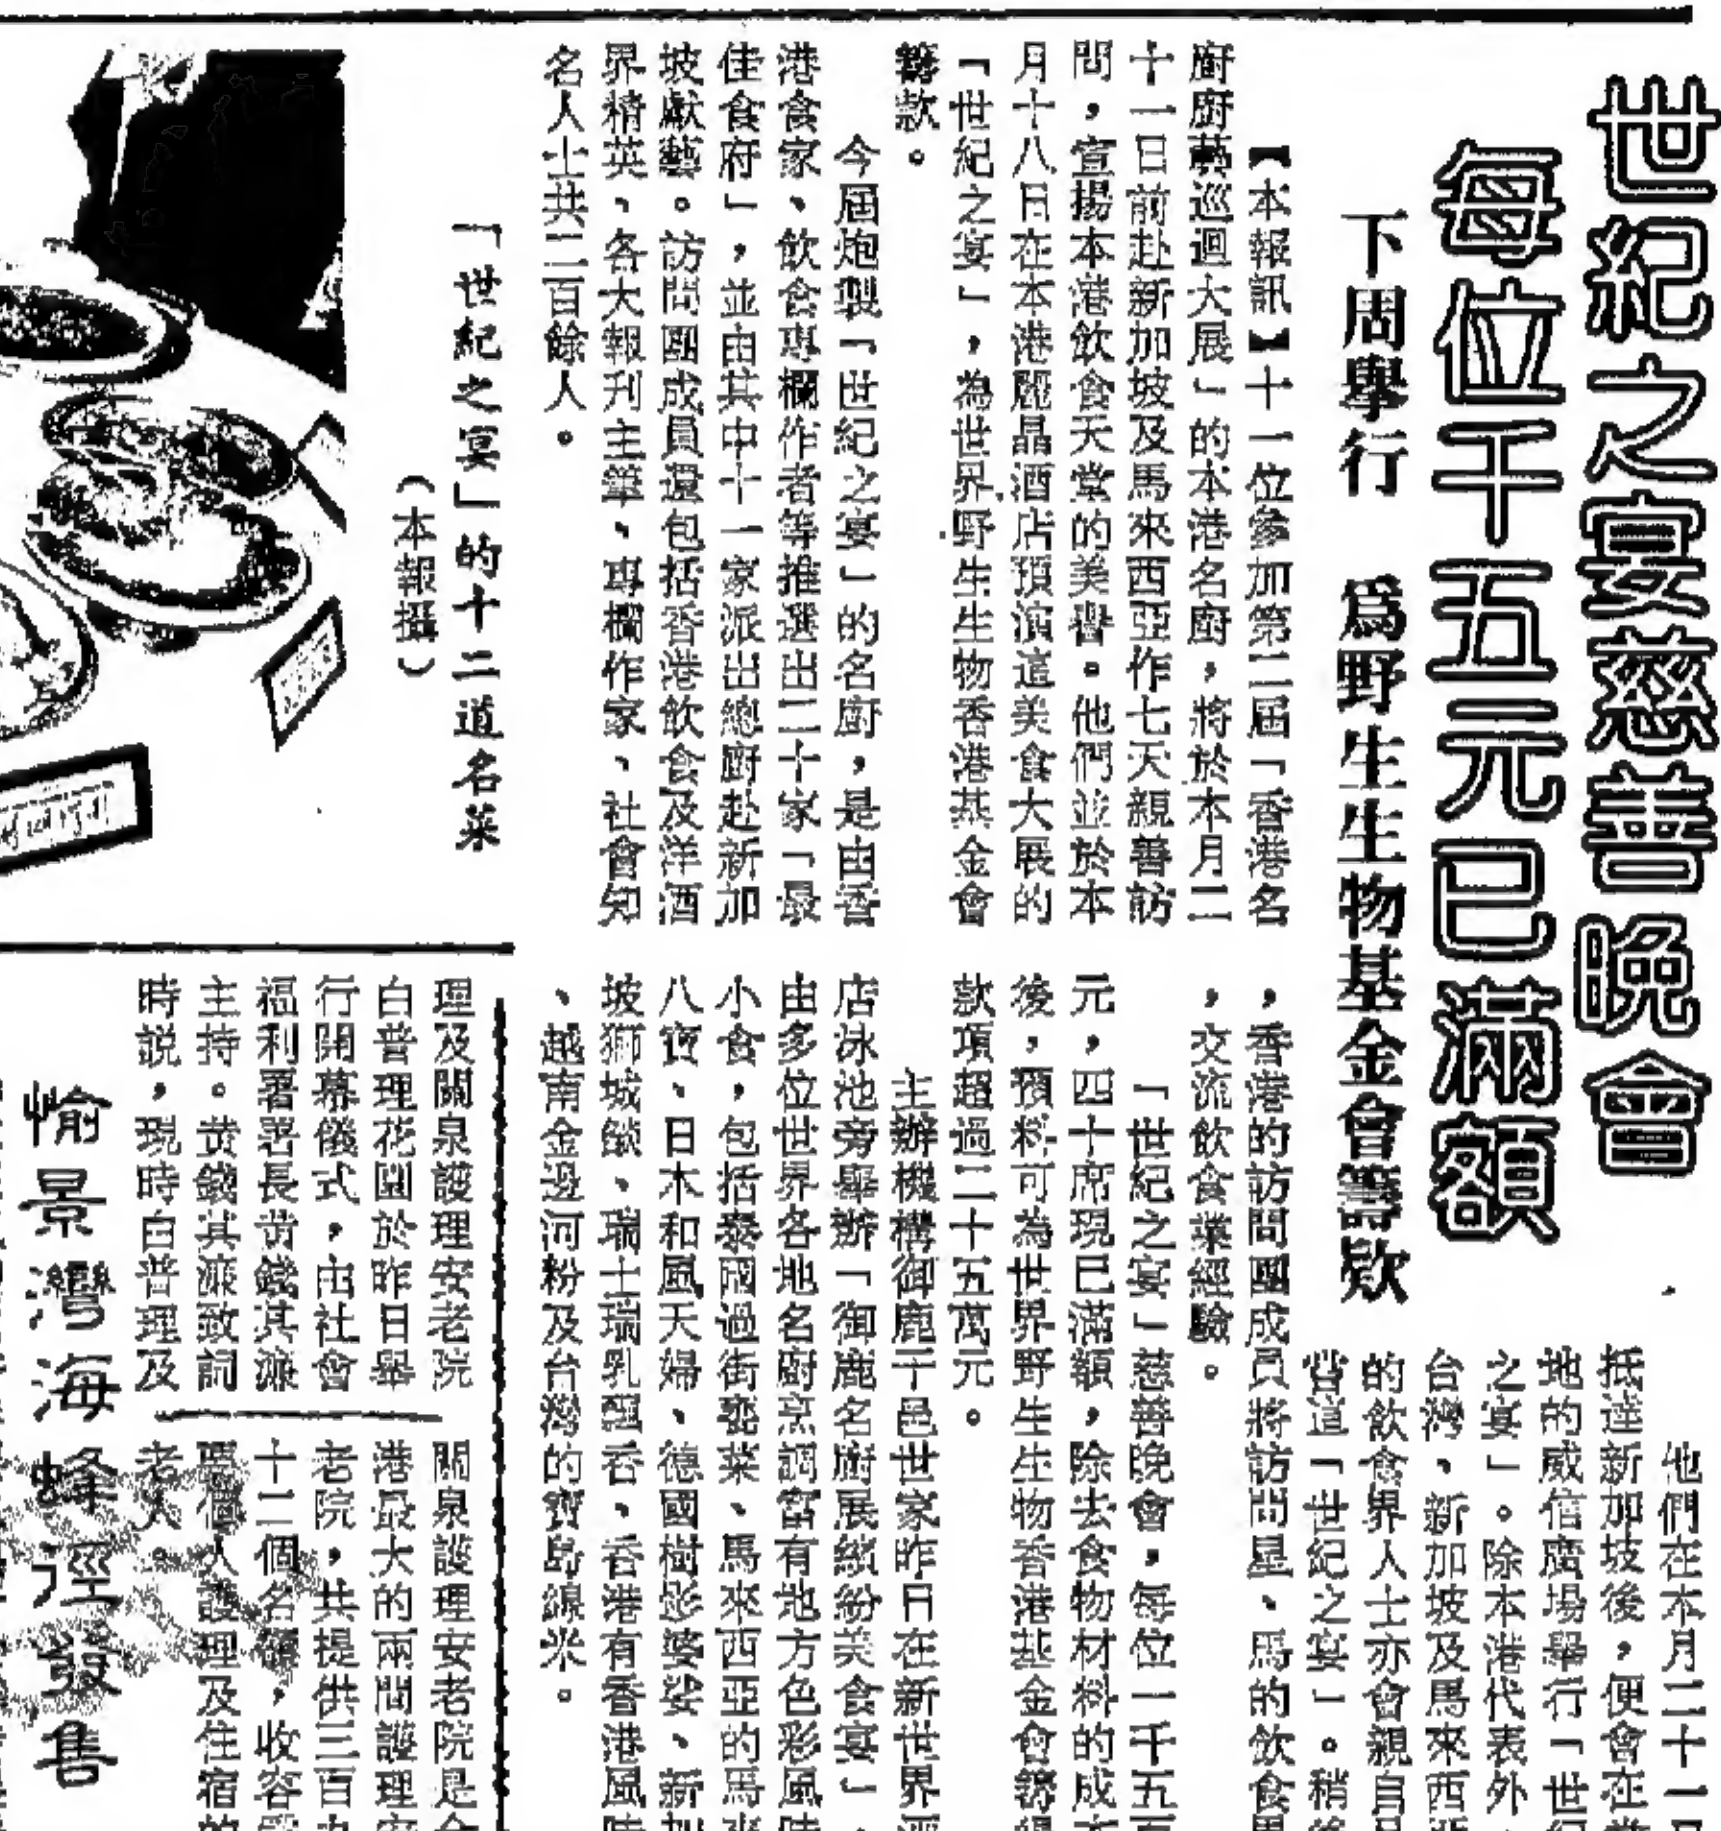 世紀之宴慈善晚會
每位千五元已滿額
下周舉行 爲野生生物基金會籌款
【本報訊】十一位參加第二屆「香港名
廚廚藝巡迴大展」的本港名廚，將於本月二
十一日前赴新加坡及馬來西亞作七天親善訪
問，宣揚本港飲食天堂的美譽。他們並於本
月十八日在本港麗晶酒店預演這美食大展的
「世紀之宴」，為世界野生生物香港基金會
籌款。
今屆炮製「世紀之宴」的名廚，是由香
港食家、飲食專欄作者等推選出二十家「最
佳食府」，並由其中十一家派出總廚赴新加
坡獻藝。訪問團成員還包括香港飲食及洋酒
界精英、各大報刊主筆、專欄作家、社會知
名人士共二百餘人。
他們在本月二十一日
抵達新加坡後，便會在當
地的威信廣場舉行「世紀
之宴」。除本港代表外，
台灣、新加坡及馬來西亞
的飲食界人士亦會親自品
嘗這「世紀之宴」。稍後
，香港的訪問團成員將訪問星、馬的飲食界
，交流飲食業經驗。
「世紀之宴」慈善晚會，每位一千五百
元，四十席現已滿額，除去食物材料的成本
後，預料可為世界野生生物香港基金會籌得
款項超過二十五萬元。
主辦機構御鹿干邑世家昨日在新世界酒
店泳池旁舉辦「御鹿名廚展繽紛美食宴」，
由多位世界各地名廚烹調富有地方色彩風味
小食，包括泰國過街甕菜、馬來西亞的馬來
八寶、日本和風天婦、德國樹影婆娑、新加
坡獅城餤、瑞士瑞乳蘊香、香港有香港風味
、越南金邊河粉及台灣的寶島線米。
「世紀之宴」的十二道名菜
（本報攝）
理及關泉護理安老院
白普理花園於昨日舉
行開幕儀式，由社會
福利署署長黃錢其濂
主持。黃錢其濂致詞
時說，現時白普理及
關泉護理安老院是全
港最大的兩間護理安
老院，共提供三百九
十二個名額，收容需
要個人護理及住宿的
老人。
愉景灣海蜂徑發售